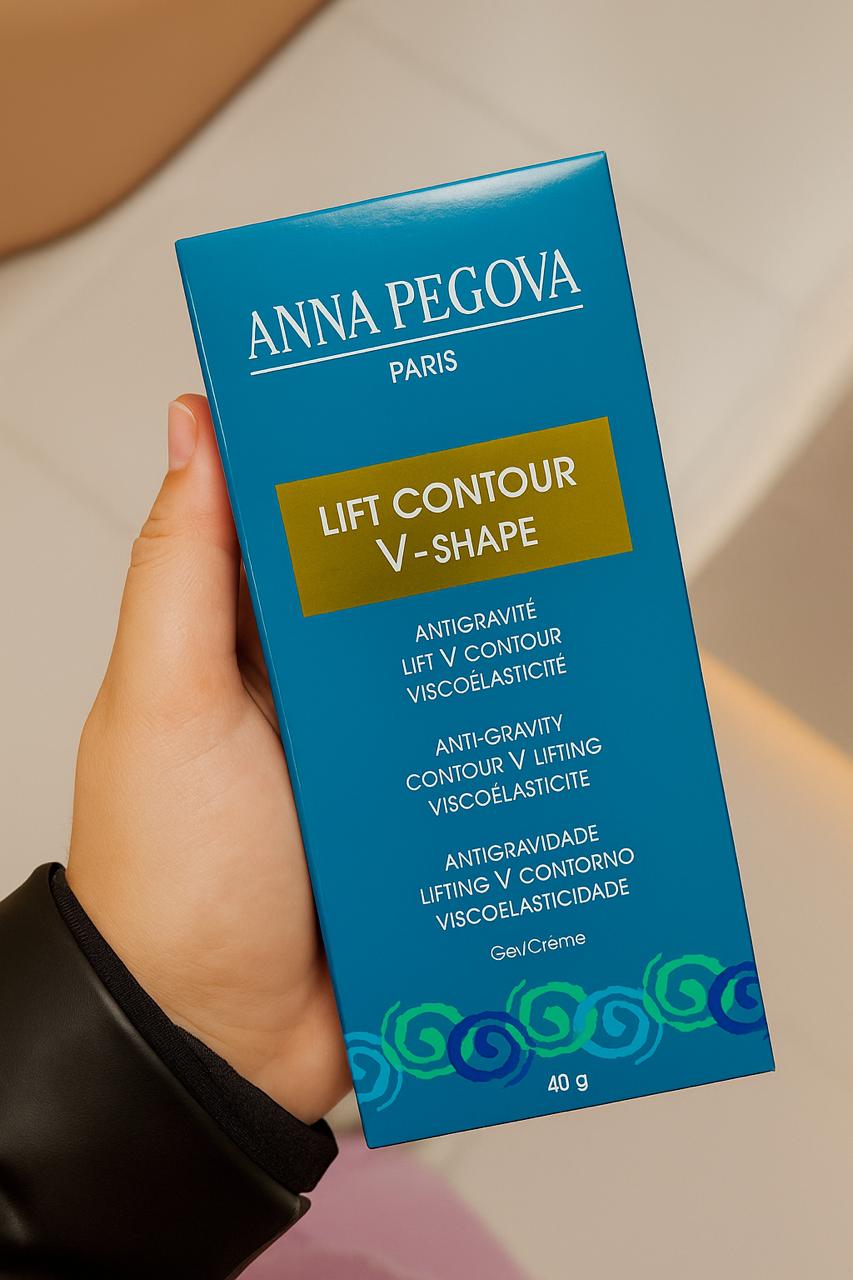 ANNA PEGOVA
PARIS
LIFT CONTOUR
V-SHAPE
ANTIGRAVITÉ
LIFT V CONTOUR
VISCOÉLASTICITÉ
ANTI-GRAVITY
CONTOUR V LIFTING
VISCOÉLASTICITE
ANTIGRAVIDADE
LIFTING V CONTORNO
VISCOELASTICIDADE
Gel/Crème
40 g